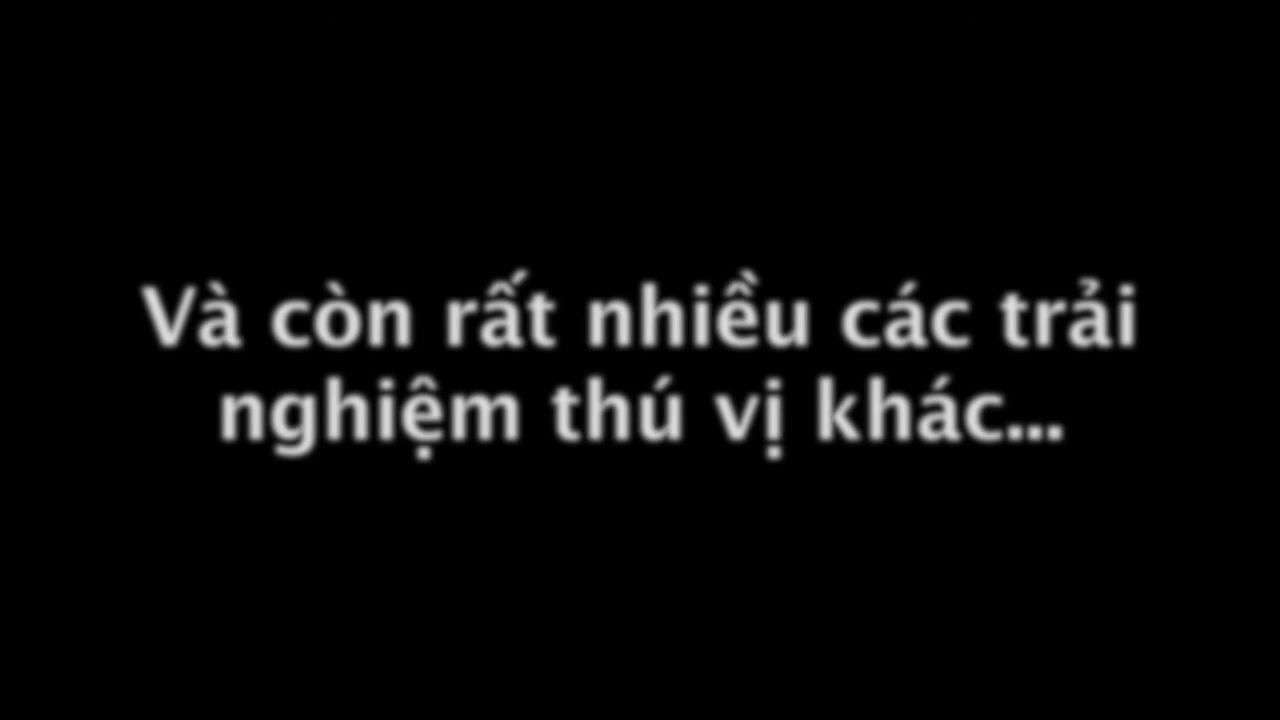 Và còn rất nhiều các trải
nghiệm thú vị khác...